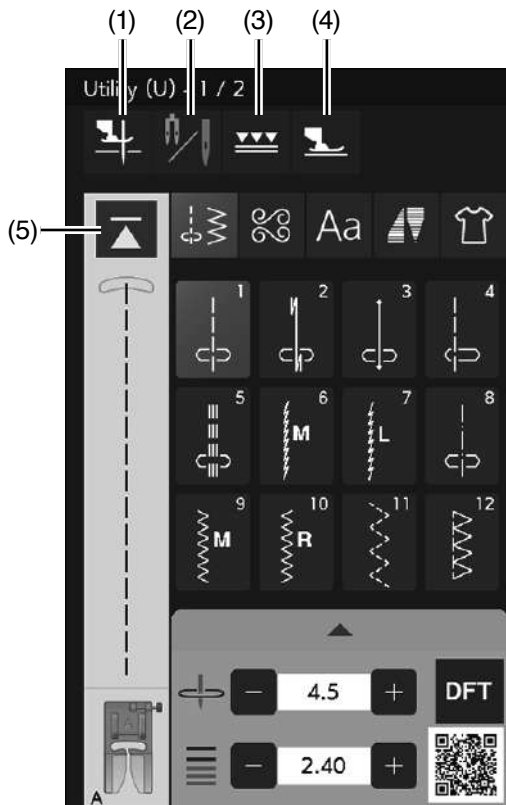 (1) (2) (3) (4)
Utility (U) - 1 / 2
(5)
Aa
1 2 3 4
5 6 7 8
M L
9 10 11 12
M R
4.5 DFT
2.40
A